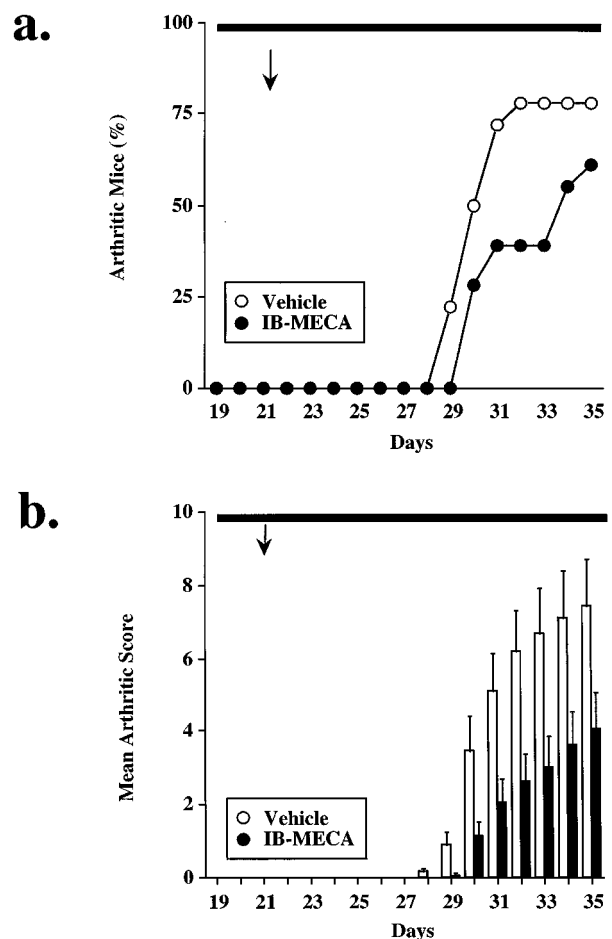 a.
100
75
50
25
0
Arthritic Mice (%)
Vehicle
IB-MECA
19 21 23 25 27 29 31 33 35
Days
b.
10
8
6
4
2
0
Mean Arthritic Score
Vehicle
IB-MECA
19 21 23 25 27 29 31 33 35
Days